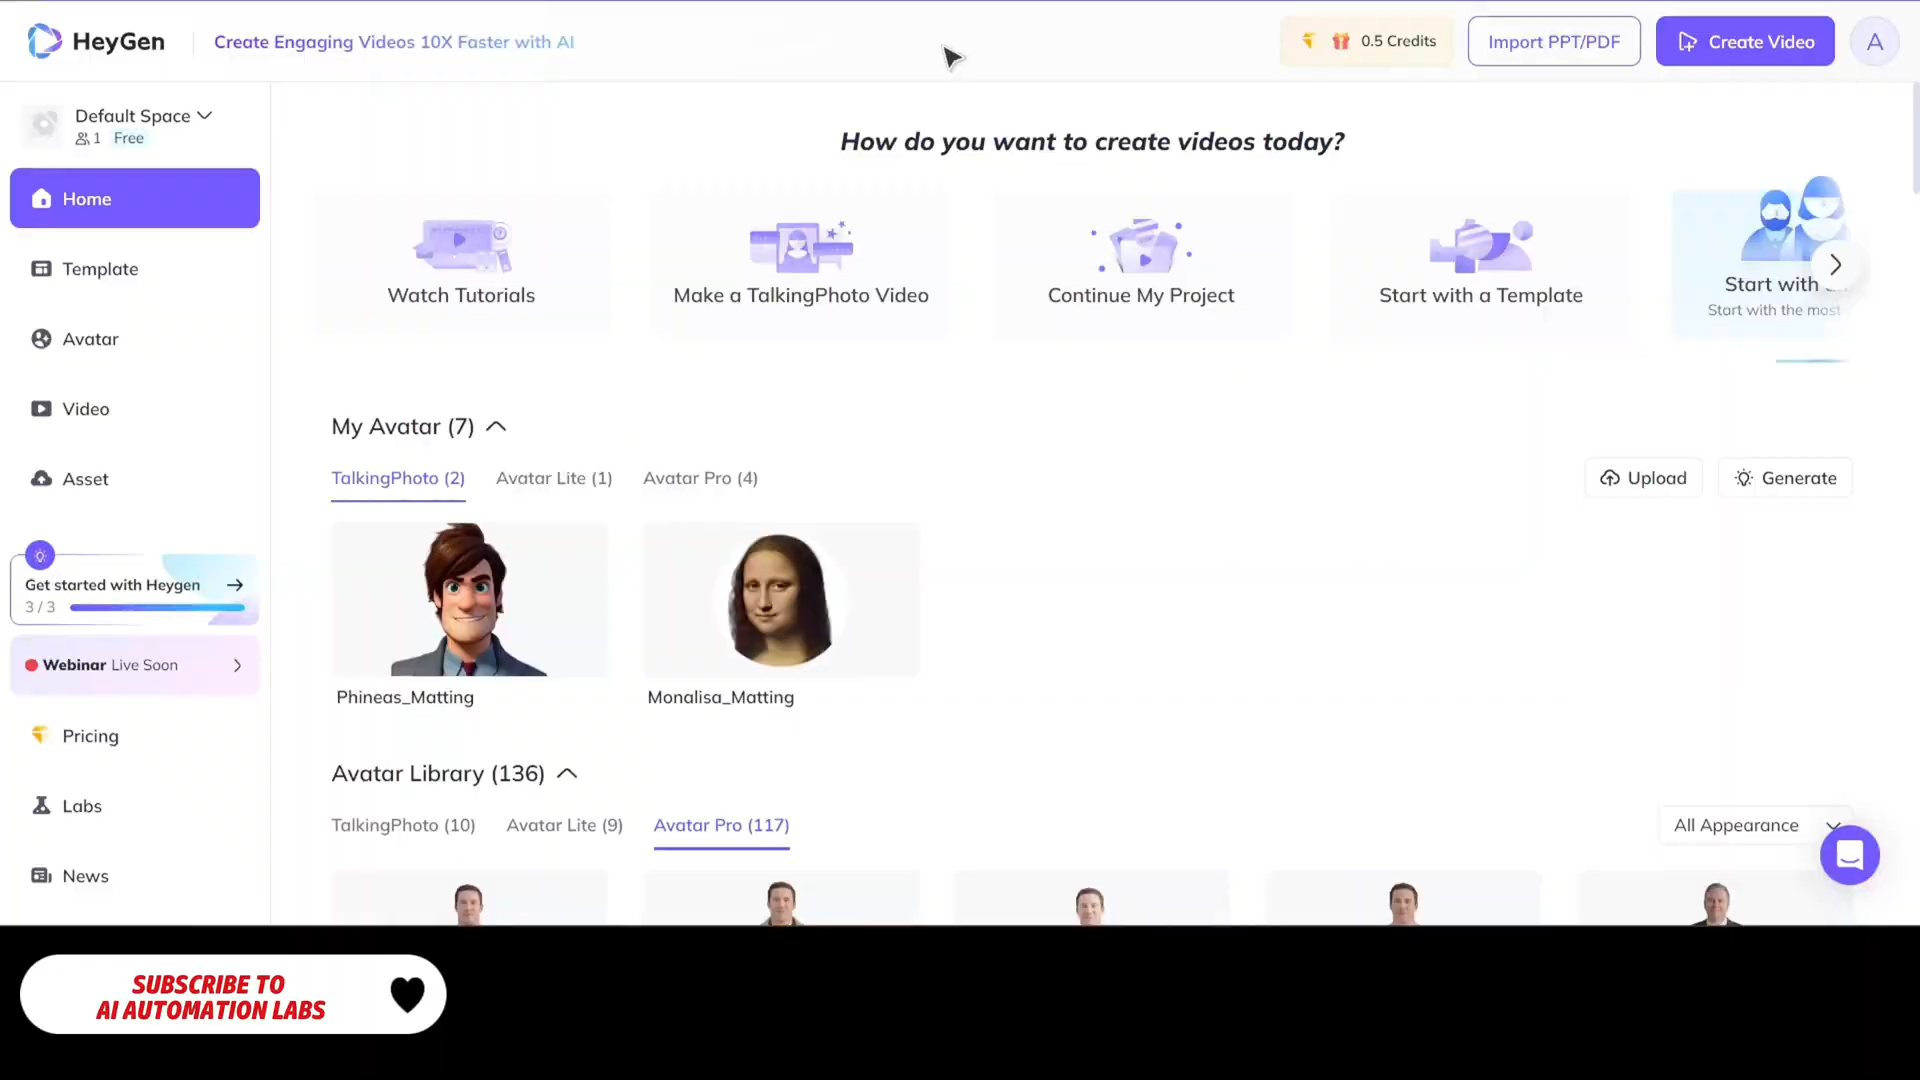 HeyGen
Create Engaging Videos 10X Faster with AI
0.5 Credits
Import PPT/PDF
Create Video
A
Default Space
1 Free
Home
Template
Avatar
Video
Asset
Get started with Heygen
3 / 3
Webinar Live Soon
Pricing
Labs
News
How do you want to create videos today?
Watch Tutorials
Make a TalkingPhoto Video
Continue My Project
Start with a Template
Start with
Start with the most
My Avatar (7)
TalkingPhoto (2)
Avatar Lite (1)
Avatar Pro (4)
Upload
Generate
Phineas_Matting
Monalisa_Matting
Avatar Library (136)
TalkingPhoto (10)
Avatar Lite (9)
Avatar Pro (117)
All Appearance
SUBSCRIBE TO
AI AUTOMATION LABS